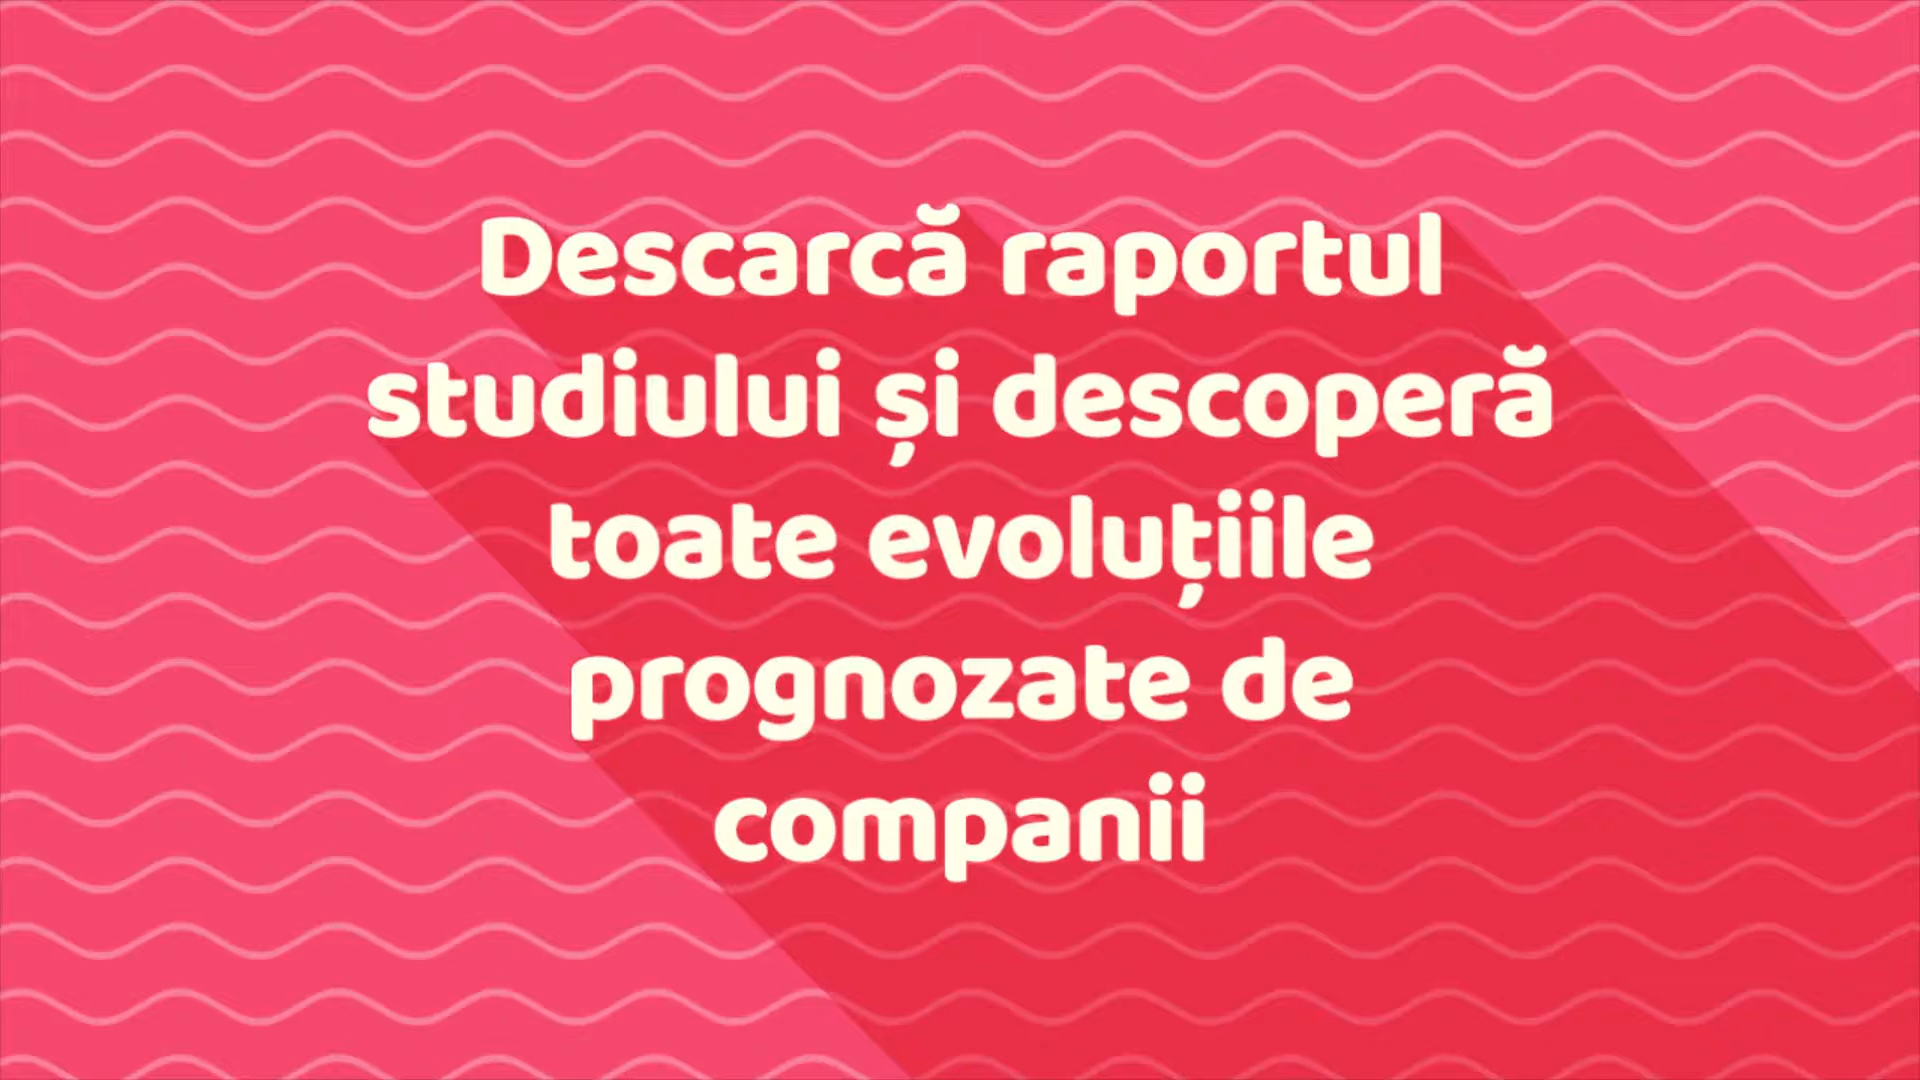 Descarcă raportul
studiului și descoperă
toate evoluțiile
prognozate de
companii